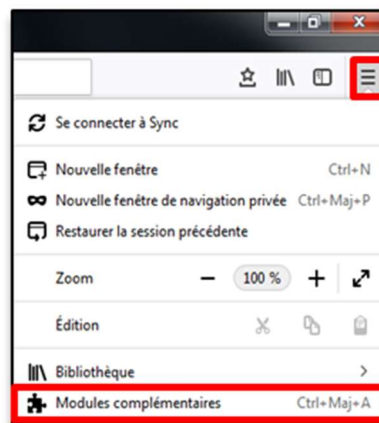 Se connecter à Sync
Nouvelle fenêtre Ctrl+N
Nouvelle fenêtre de navigation privée Ctrl+Maj+P
Restaurer la session précédente
Zoom 100 %
Édition
Bibliothèque
Modules complémentaires Ctrl+Maj+A